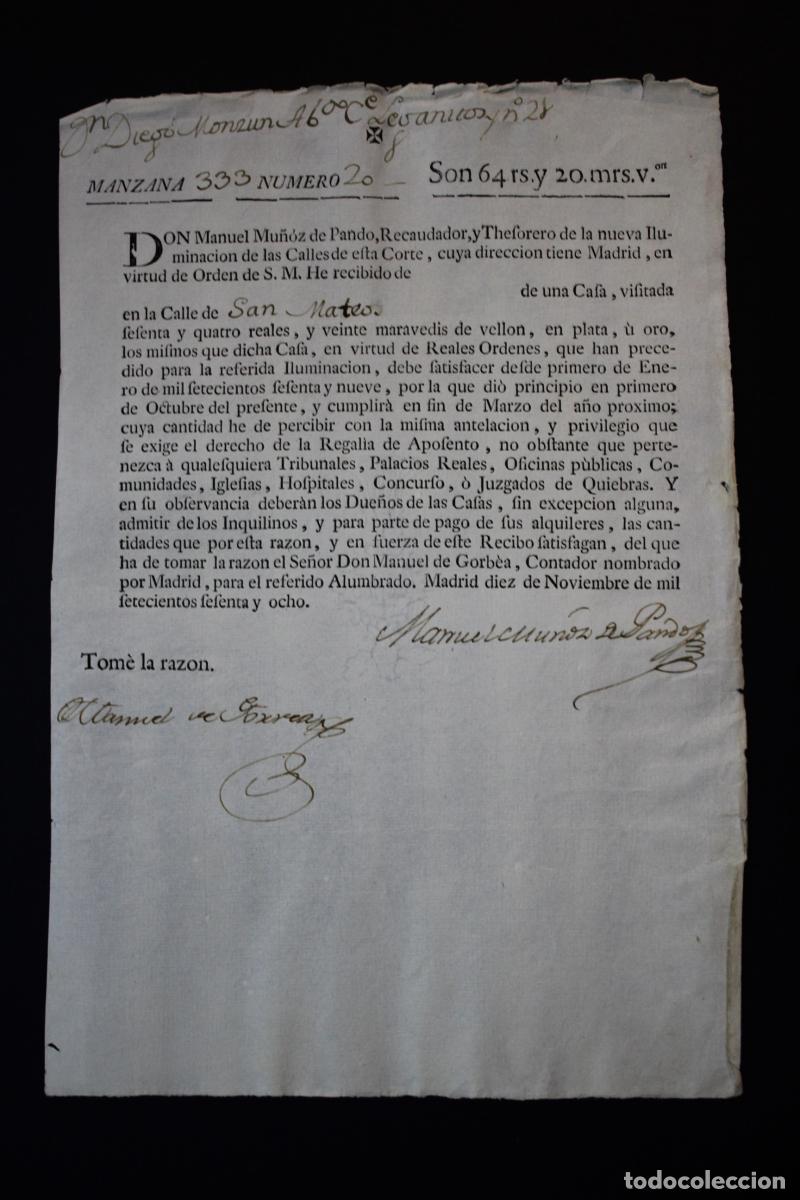 Dn Diego Monzun Abdo Ce Leganitos nº 28
MANZANA 333 NUMERO 20 Son 64 rs. y 20. mrs. v.on
DON Manuel Muñóz de Pando, Recaudador, y Theſorero de la nueva Ilu-
minacion de las Calles de eſta Corte, cuya direccion tiene Madrid, en
virtud de Orden de S. M. He recibido de
de una Caſa, viſitada
en la Calle de San Mateo.
ſeſenta y quatro reales, y veinte maravedis de vellon, en plata, ù oro,
los miſmos que dicha Caſa, en virtud de Reales Ordenes, que han prece-
dido para la referida Iluminacion, debe ſatisfacer deſde primero de Ene-
ro de mil ſetecientos ſeſenta y nueve, por la que diò principio en primero
de Octubre del preſente, y cumplirà en fin de Marzo del año proximo;
cuya cantidad he de percibir con la miſma antelacion, y privilegio que
ſe exige el derecho de la Regalìa de Apoſento, no obſtante que perte-
nezca à qualeſquiera Tribunales, Palacios Reales, Oficinas pùblicas, Co-
munidades, Igleſias, Hoſpitales, Concurſo, ò Juzgados de Quiebras. Y
en ſu obſervancia deberàn los Dueños de las Caſas, ſin excepcion alguna,
admitir de los Inquilinos, y para parte de pago de ſus alquileres, las can-
tidades que por eſta razon, y en fuerza de eſte Recibo ſatisfagan, del que
ha de tomar la razon el Señor Don Manuel de Gorbèa, Contador nombrado
por Madrid, para el referido Alumbrado. Madrid diez de Noviembre de mil
ſetecientos ſeſenta y ocho.
Manuel Muñoz de Pando
Tomè la razon.
Manuel de Gorvea
todocoleccion